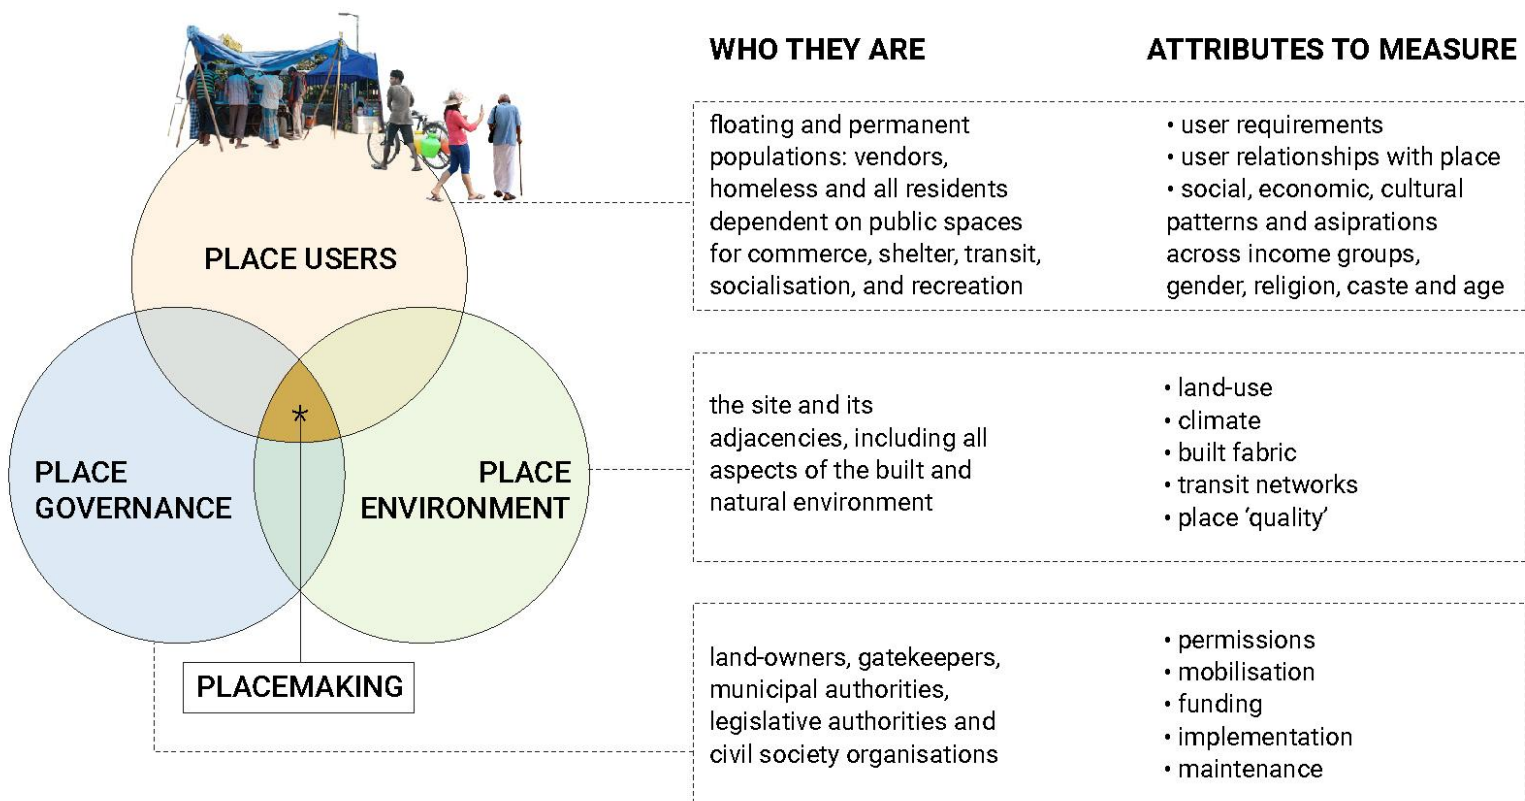 WHO THEY ARE
ATTRIBUTES TO MEASURE
PLACE USERS
PLACE
GOVERNANCE
PLACE
ENVIRONMENT
*
PLACEMAKING
floating and permanent
populations: vendors,
homeless and all residents
dependent on public spaces
for commerce, shelter, transit,
socialisation, and recreation
• user requirements
• user relationships with place
• social, economic, cultural
patterns and asiprations
across income groups,
gender, religion, caste and age
the site and its
adjacencies, including all
aspects of the built and
natural environment
• land-use
• climate
• built fabric
• transit networks
• place ‘quality’
land-owners, gatekeepers,
municipal authorities,
legislative authorities and
civil society organisations
• permissions
• mobilisation
• funding
• implementation
• maintenance